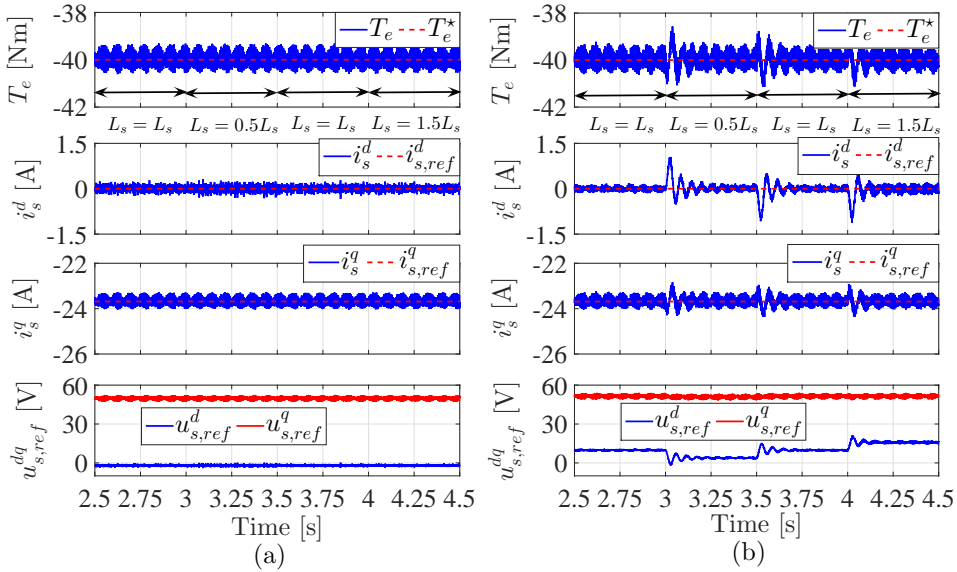 -38
-40
-42
T_e [Nm]
T_e T_e^⋆
L_s = L_s L_s = 0.5L_s L_s = L_s L_s = 1.5L_s
1.5
0
-1.5
i_s^d [A]
i_s^d i_{s,ref}^d
-22
-24
-26
i_s^q [A]
i_s^q i_{s,ref}^q
60
30
0
u_{s,ref}^{dq} [V]
u_{s,ref}^d u_{s,ref}^q
2.5 2.75 3 3.25 3.5 3.75 4 4.25 4.5
Time [s]
(a)
-38
-40
-42
T_e [Nm]
T_e T_e^⋆
L_s = L_s L_s = 0.5L_s L_s = L_s L_s = 1.5L_s
1.5
0
-1.5
i_s^d [A]
i_s^d i_{s,ref}^d
-22
-24
-26
i_s^q [A]
i_s^q i_{s,ref}^q
60
30
0
u_{s,ref}^{dq} [V]
u_{s,ref}^d u_{s,ref}^q
2.5 2.75 3 3.25 3.5 3.75 4 4.25 4.5
Time [s]
(b)